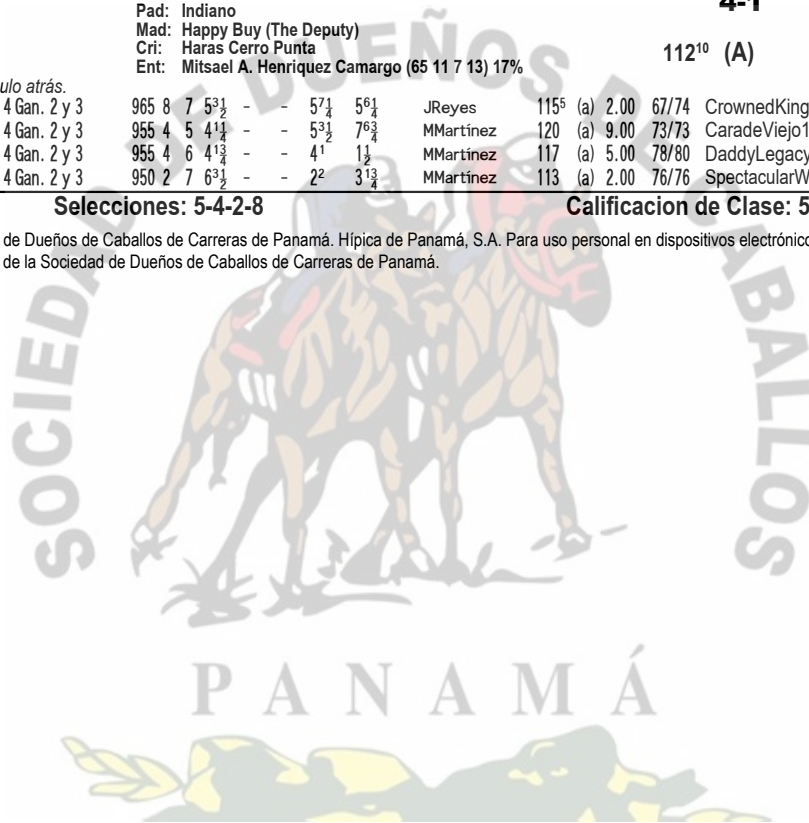 4-1
Pad: Indiano
Mad: Happy Buy (The Deputy)
Cri: Haras Cerro Punta
Ent: Mitsael A. Henriquez Camargo (65 11 7 13) 17%
112¹⁰ (A)
ulo atrás.
4 Gan. 2 y 3 965 8 7 5³½ - - 5⁷¼ 5⁶¼ JReyes 115⁵ (a) 2.00 67/74 CrownedKing
4 Gan. 2 y 3 955 4 5 4¹¼ - - 5³½ 7⁶¾ MMartínez 120 (a) 9.00 73/73 CaradeViejo1
4 Gan. 2 y 3 955 4 6 4¹¾ - - 4¹ 1½ MMartínez 117 (a) 5.00 78/80 DaddyLegacy
4 Gan. 2 y 3 950 2 7 6³½ - - 2² 3¹¾ MMartínez 113 (a) 2.00 76/76 SpectacularW
Selecciones: 5-4-2-8 Calificacion de Clase: 5
de Dueños de Caballos de Carreras de Panamá. Hípica de Panamá, S.A. Para uso personal en dispositivos electrónico
de la Sociedad de Dueños de Caballos de Carreras de Panamá.
SOCIEDAD DE DUEÑOS DE CABALLOS
PANAMÁ